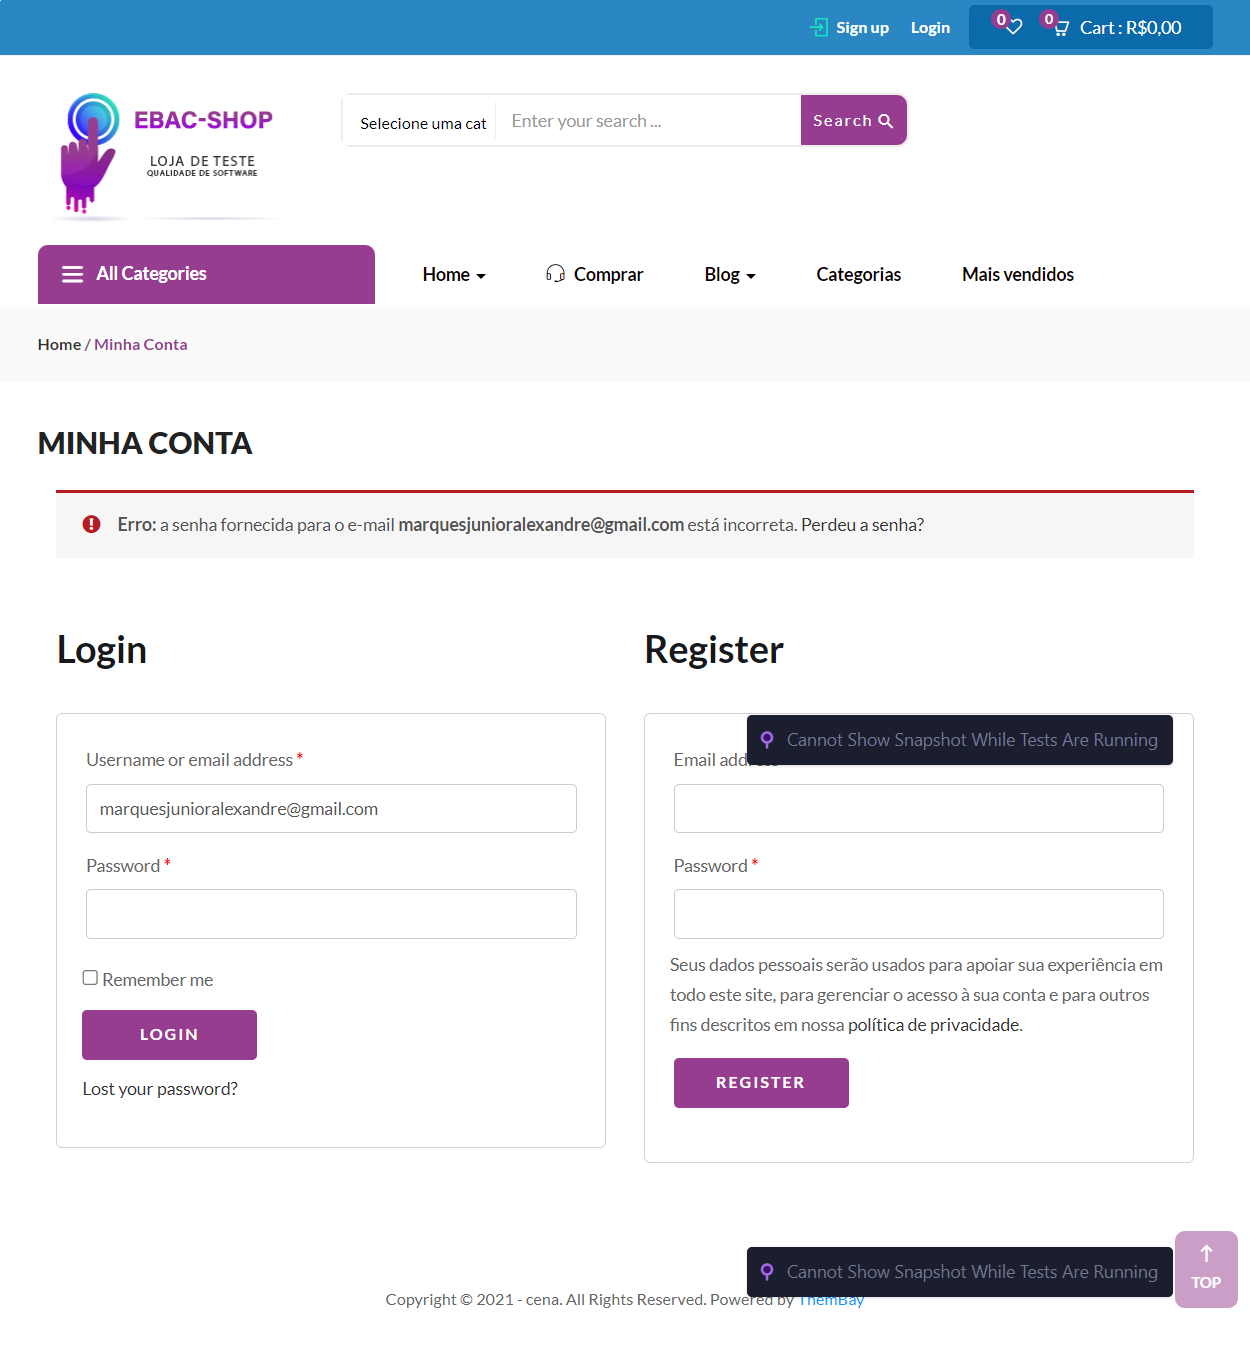 Sign up
Login
0
0
Cart : R$0,00
EBAC-SHOP
LOJA DE TESTE
QUALIDADE DE SOFTWARE
Selecione uma cat
Enter your search ...
Search
All Categories
Home
Comprar
Blog
Categorias
Mais vendidos
Home / Minha Conta
MINHA CONTA
Erro: a senha fornecida para o e-mail marquesjunioralexandre@gmail.com está incorreta. Perdeu a senha?
Login
Username or email address *
marquesjunioralexandre@gmail.com
Password *
Remember me
LOGIN
Lost your password?
Register
Cannot Show Snapshot While Tests Are Running
Email address
Password *
Seus dados pessoais serão usados para apoiar sua experiência em
todo este site, para gerenciar o acesso à sua conta e para outros
fins descritos em nossa política de privacidade.
REGISTER
Cannot Show Snapshot While Tests Are Running
TOP
Copyright © 2021 - cena. All Rights Reserved. Powered by ThemBay